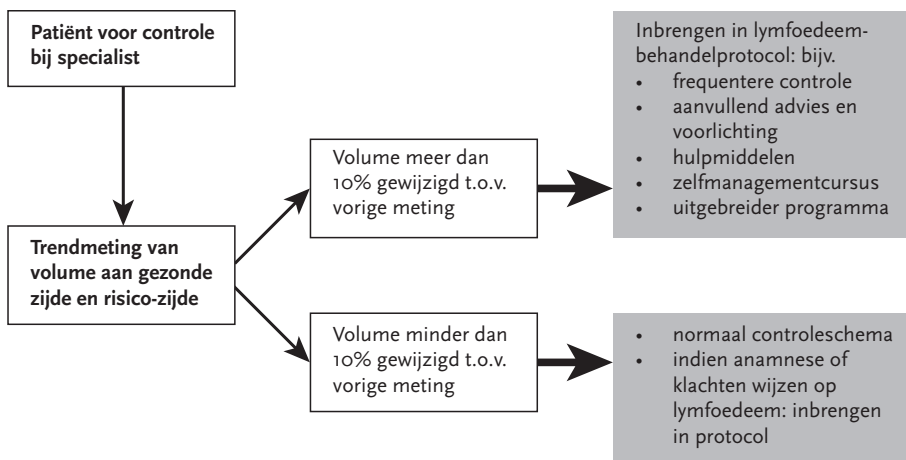 Patiënt voor controle
bij specialist
Trendmeting van
volume aan gezonde
zijde en risico-zijde
Volume meer dan
10% gewijzigd t.o.v.
vorige meting
Inbrengen in lymfoedeem-
behandelprotocol: bijv.
• frequentere controle
• aanvullend advies en
voorlichting
• hulpmiddelen
• zelfmanagementcursus
• uitgebreider programma
Volume minder dan
10% gewijzigd t.o.v.
vorige meting
• normaal controleschema
• indien anamnese of
klachten wijzen op
lymfoedeem: inbrengen
in protocol